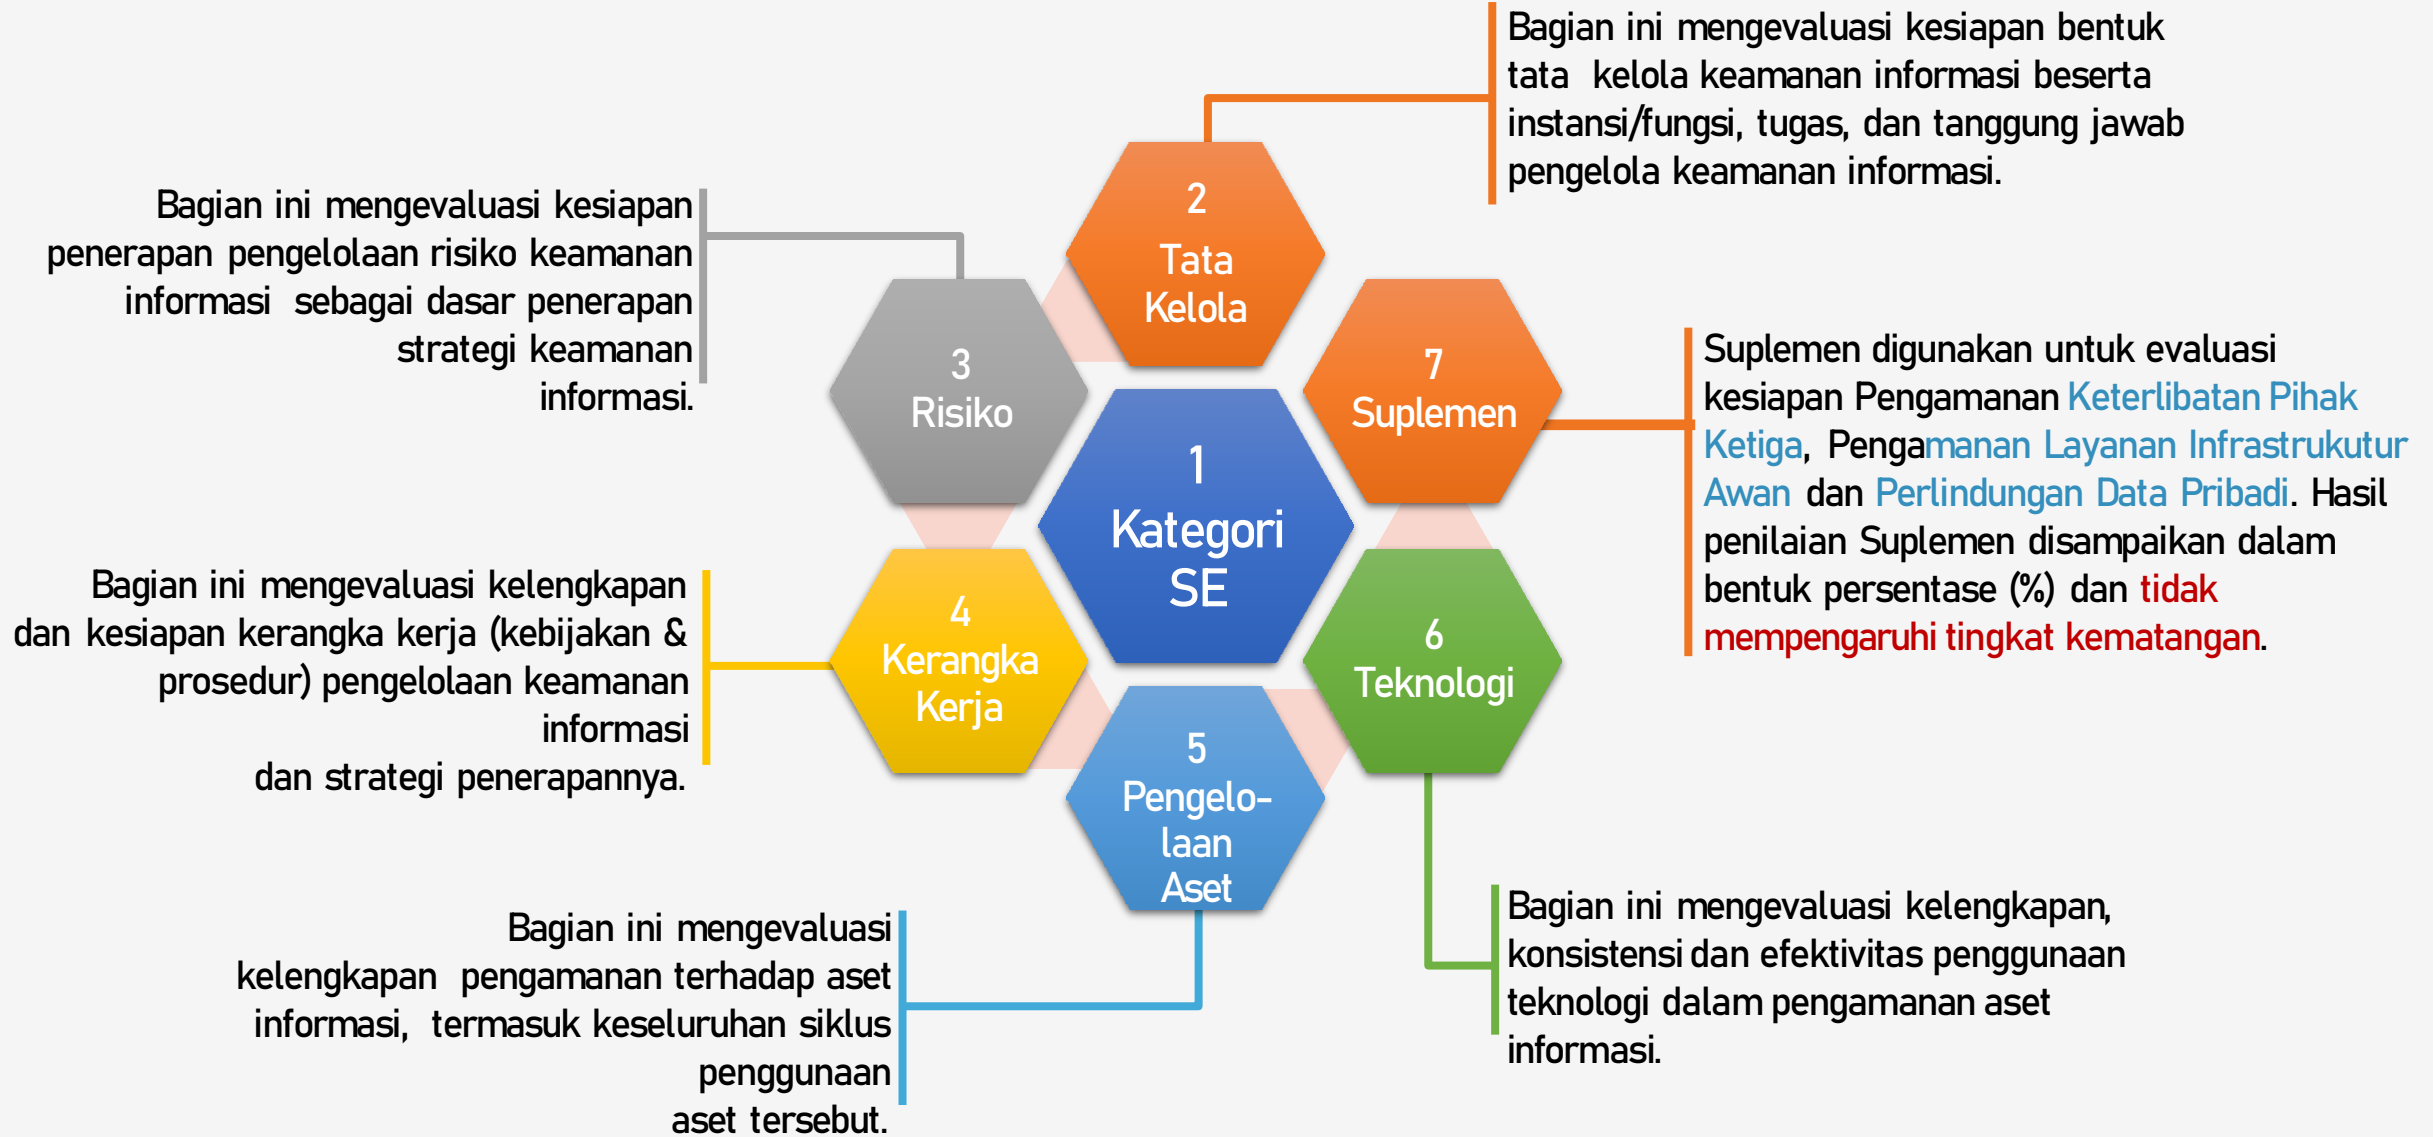 Bagian ini mengevaluasi kesiapan bentuk
tata kelola keamanan informasi beserta
instansi/fungsi, tugas, dan tanggung jawab
pengelola keamanan informasi.
2
Tata
Kelola
Bagian ini mengevaluasi kesiapan
penerapan pengelolaan risiko keamanan
informasi sebagai dasar penerapan
strategi keamanan
informasi.
3
Risiko
7
Suplemen
Suplemen digunakan untuk evaluasi
kesiapan Pengamanan Keterlibatan Pihak
Ketiga, Pengamanan Layanan Infrastrukutur
Awan dan Perlindungan Data Pribadi. Hasil
penilaian Suplemen disampaikan dalam
bentuk persentase (%) dan tidak
mempengaruhi tingkat kematangan.
1
Kategori
SE
Bagian ini mengevaluasi kelengkapan
dan kesiapan kerangka kerja (kebijakan &
prosedur) pengelolaan keamanan
informasi
dan strategi penerapannya.
4
Kerangka
Kerja
6
Teknologi
5
Pengelo-
laan
Aset
Bagian ini mengevaluasi
kelengkapan pengamanan terhadap aset
informasi, termasuk keseluruhan siklus
penggunaan
aset tersebut.
Bagian ini mengevaluasi kelengkapan,
konsistensi dan efektivitas penggunaan
teknologi dalam pengamanan aset
informasi.